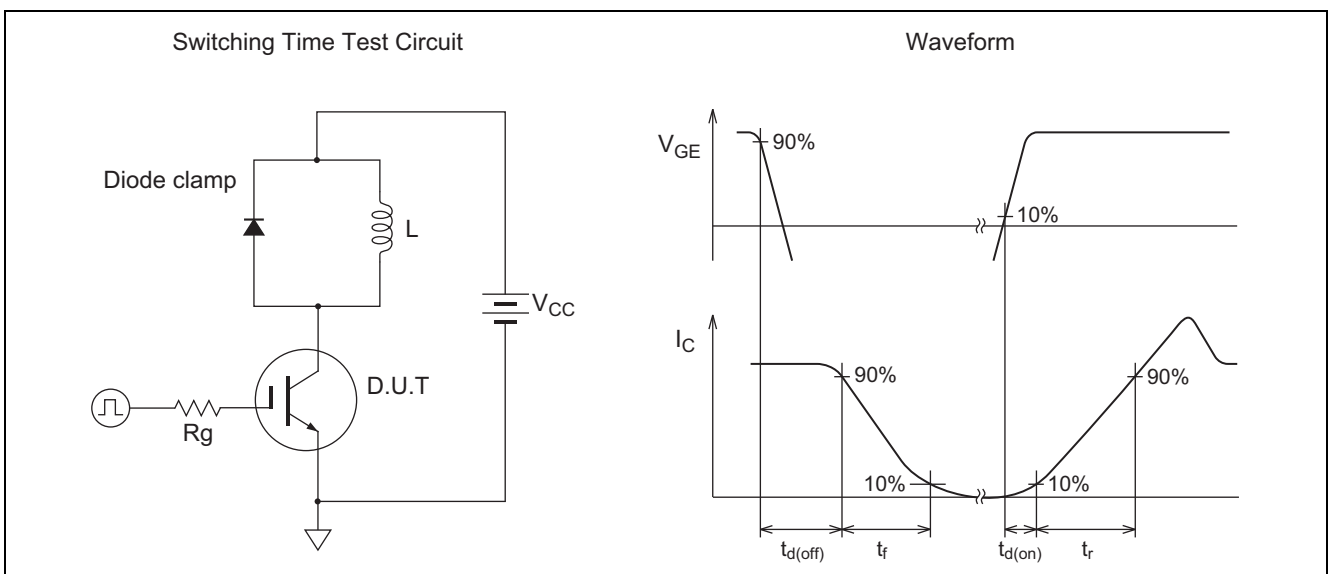 Switching Time Test Circuit
Diode clamp
L
V_CC
D.U.T
Rg
Waveform
V_GE
90%
10%
I_C
90%
90%
10%
10%
t_d(off)
t_f
t_d(on)
t_r